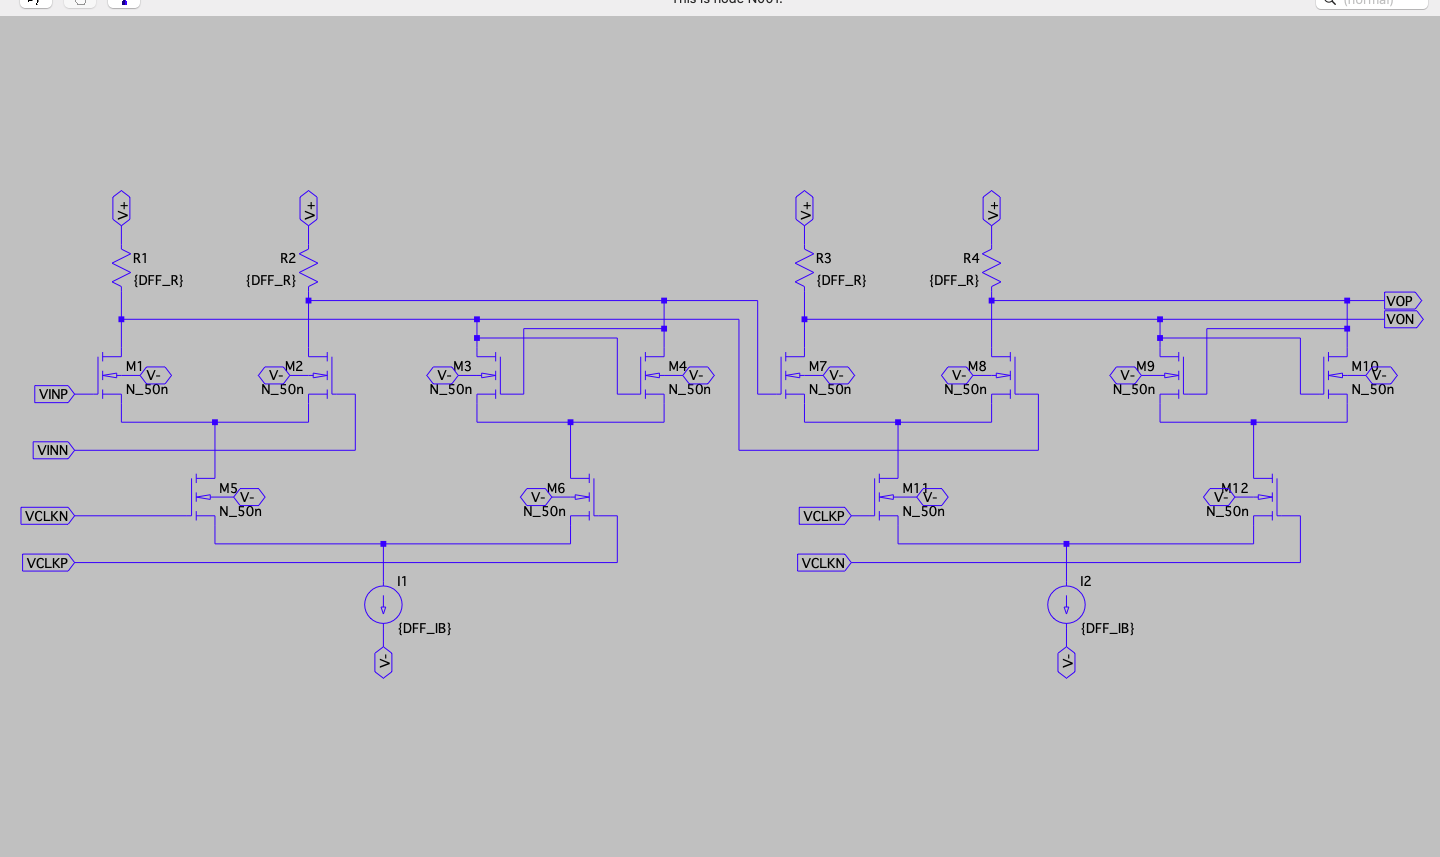 This is node N001.
(normal)
V+
V+
V+
V+
R1
{DFF_R}
R2
{DFF_R}
R3
{DFF_R}
R4
{DFF_R}
VOP
VON
M1
V-
N_50n
M2
V-
N_50n
M3
V-
N_50n
M4
V-
N_50n
M7
V-
N_50n
M8
V-
N_50n
M9
V-
N_50n
M10
V-
N_50n
VINP
VINN
M5
V-
N_50n
M6
V-
N_50n
M11
V-
N_50n
M12
V-
N_50n
VCLKN
VCLKP
VCLKP
VCLKN
I1
{DFF_IB}
I2
{DFF_IB}
V-
V-